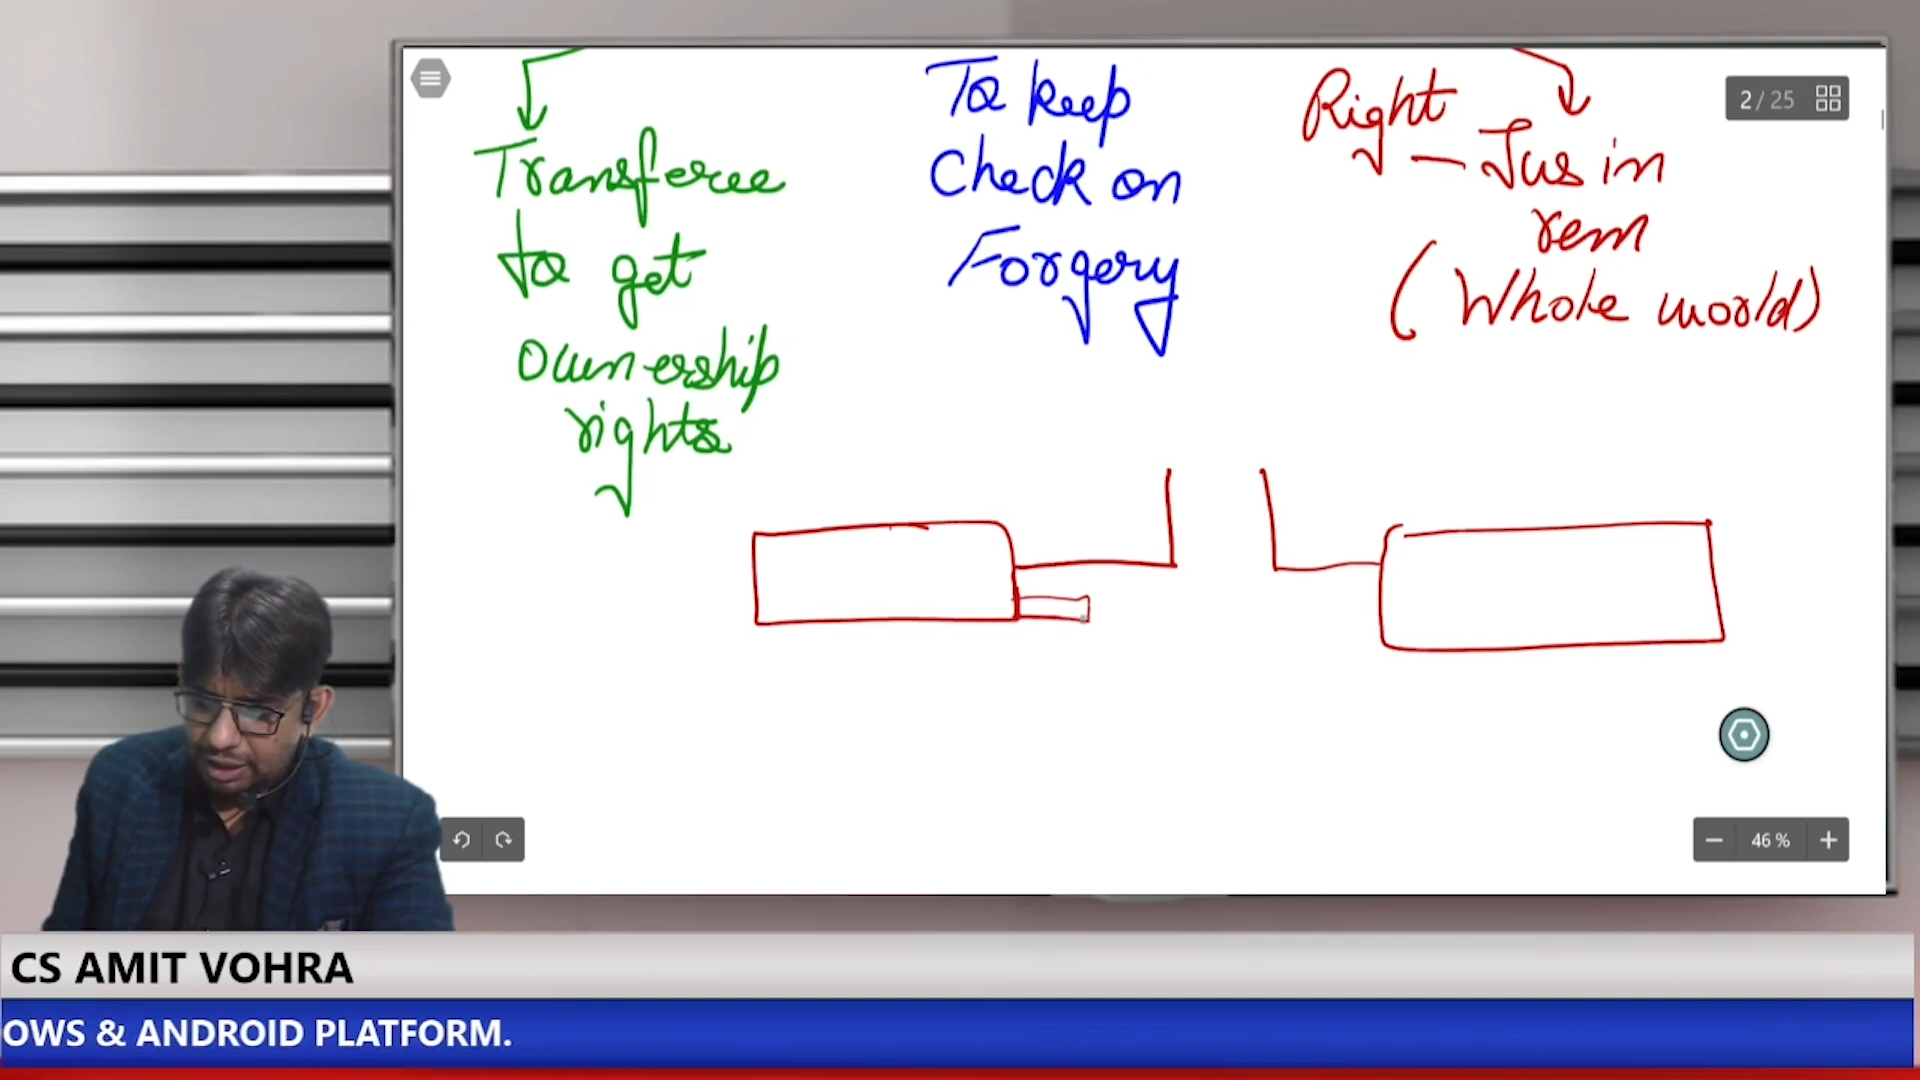 Transferee
to get
Ownership
rights
To keep
Check on
Forgery
Right - Jus in
rem
(Whole world)
2 / 25
46 %
CS AMIT VOHRA
OWS & ANDROID PLATFORM.